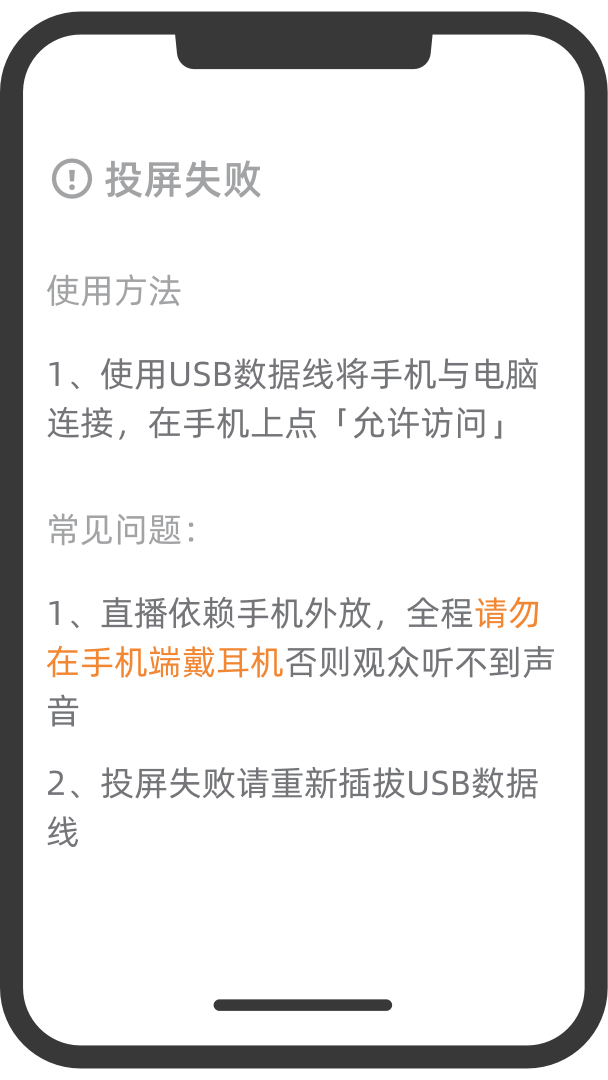 投屏失败
使用方法
1、使用USB数据线将手机与电脑
连接，在手机上点「允许访问」
常见问题：
1、直播依赖手机外放，全程请勿
在手机端戴耳机否则观众听不到声
音
2、投屏失败请重新插拔USB数据
线